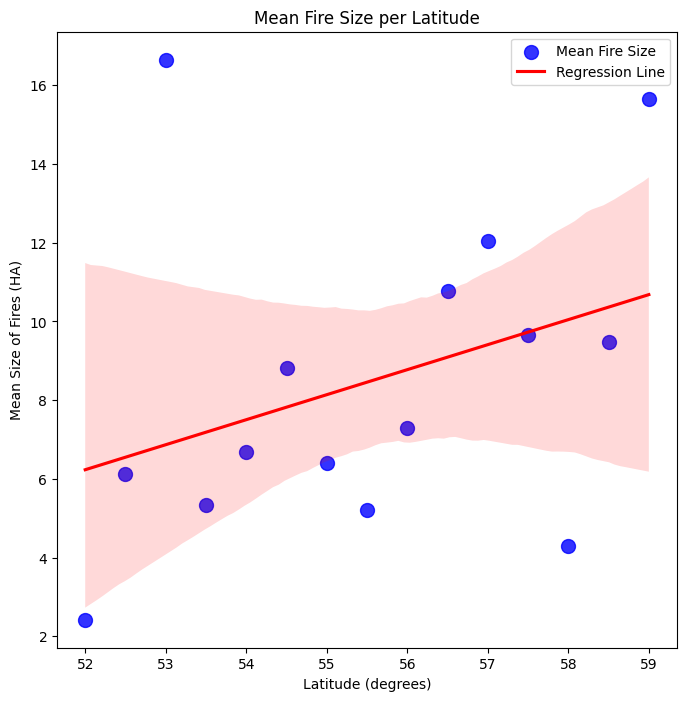 Mean Fire Size per Latitude
Mean Fire Size
Regression Line
Mean Size of Fires (HA)
16
14
12
10
8
6
4
2
52 53 54 55 56 57 58 59
Latitude (degrees)